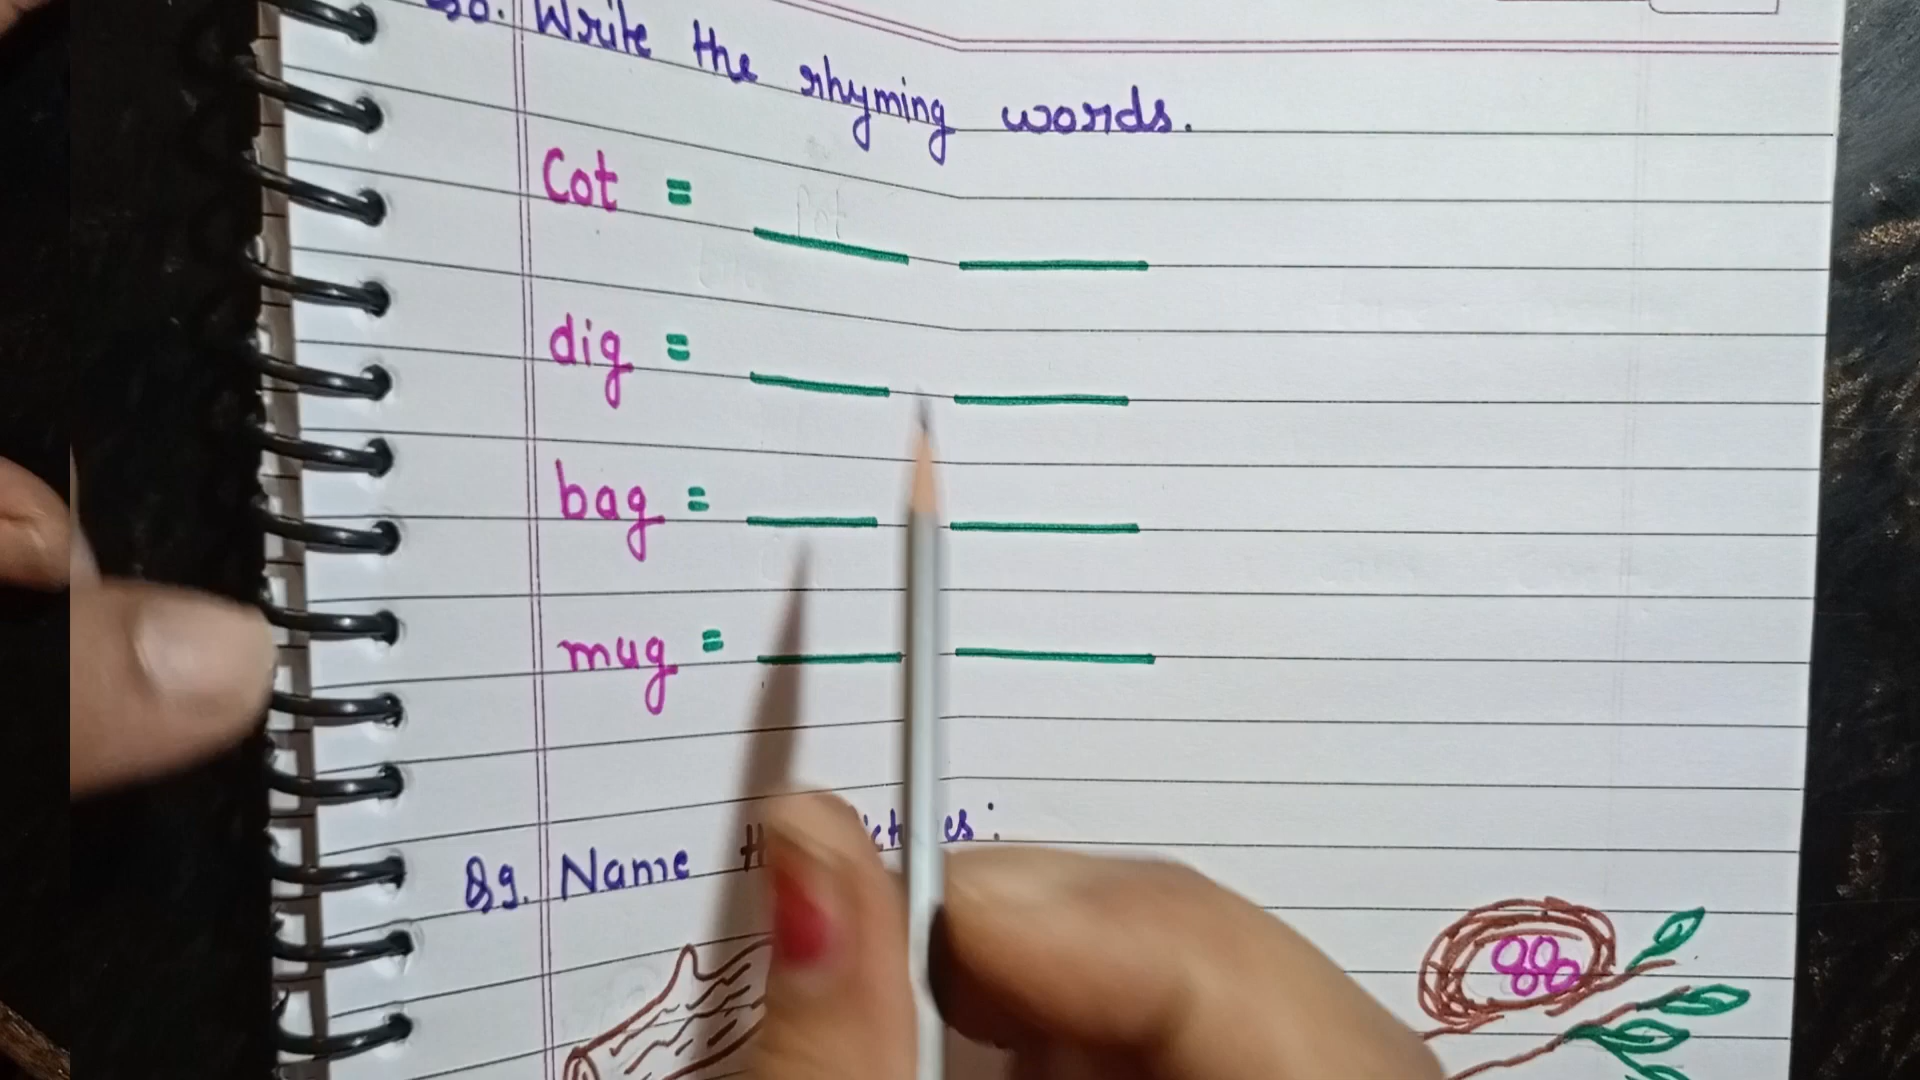 Write the rhyming words.
Cot =
dig =
bag =
mug =
Q9. Name